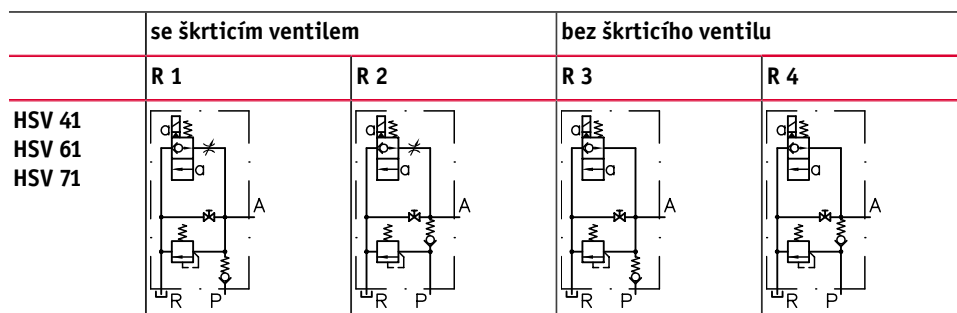 se škrticím ventilem bez škrticího ventilu
R 1 R 2 R 3 R 4
HSV 41
HSV 61
HSV 71
a a a a
a a a a
A A A A
R P R P R P R P